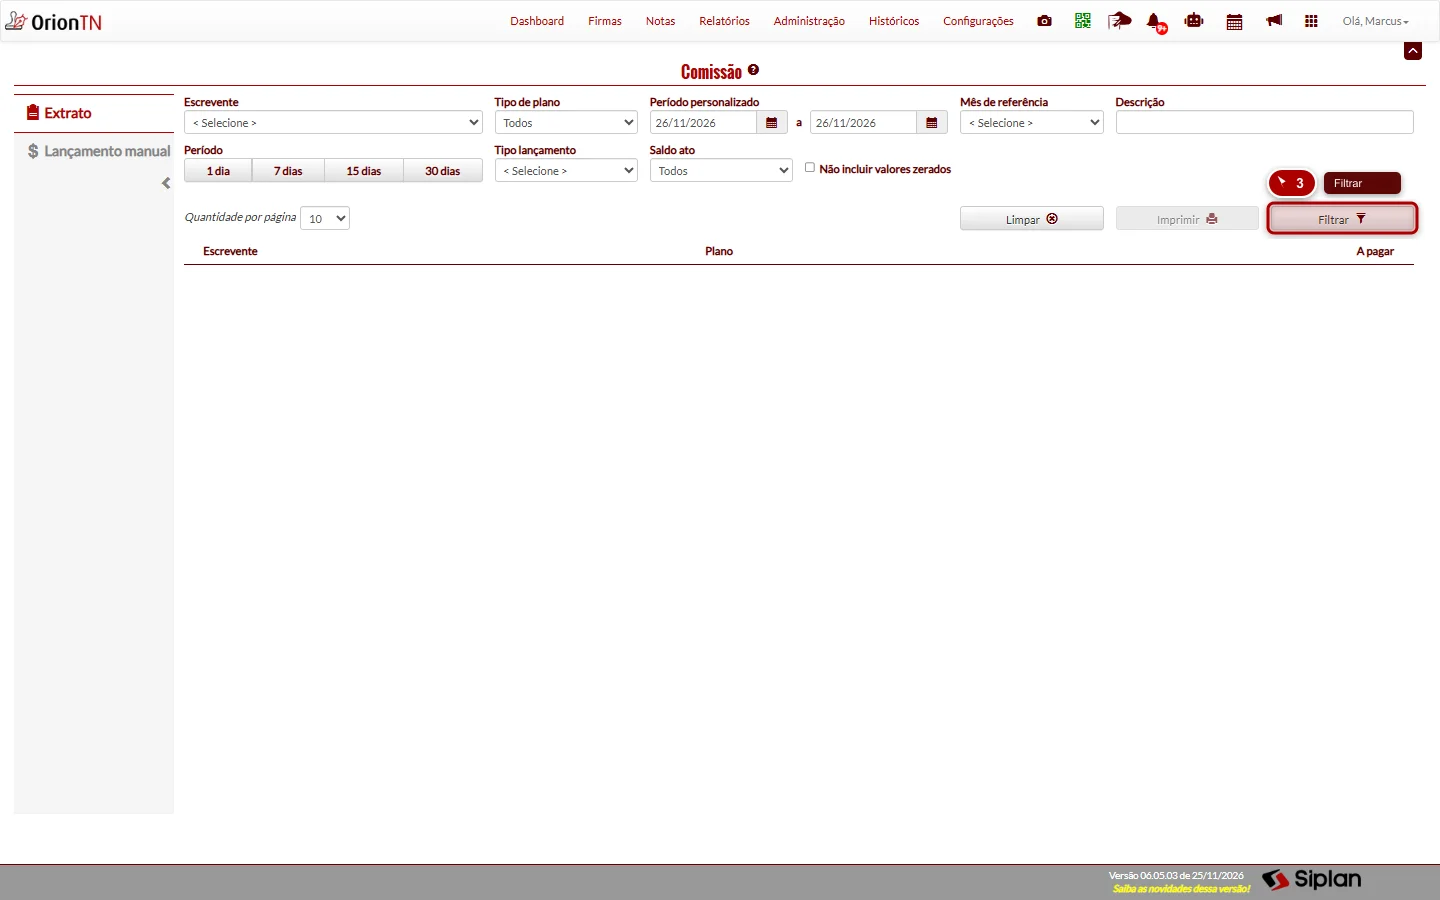 OrionTN
Dashboard
Firmas
Notas
Relatórios
Administração
Históricos
Configurações
9+
Olá, Marcus
Comissão
Extrato
Lançamento manual
Escrevente
< Selecione >
Tipo de plano
Todos
Período personalizado
26/11/2026
a
26/11/2026
Mês de referência
< Selecione >
Descrição
Período
1 dia
7 dias
15 dias
30 dias
Tipo lançamento
< Selecione >
Saldo ato
Todos
Não incluir valores zerados
3
Filtrar
Quantidade por página
10
Limpar
Imprimir
Filtrar
Escrevente
Plano
A pagar
Versão 06.05.03 de 25/11/2026
Saiba as novidades dessa versão!
Siplan